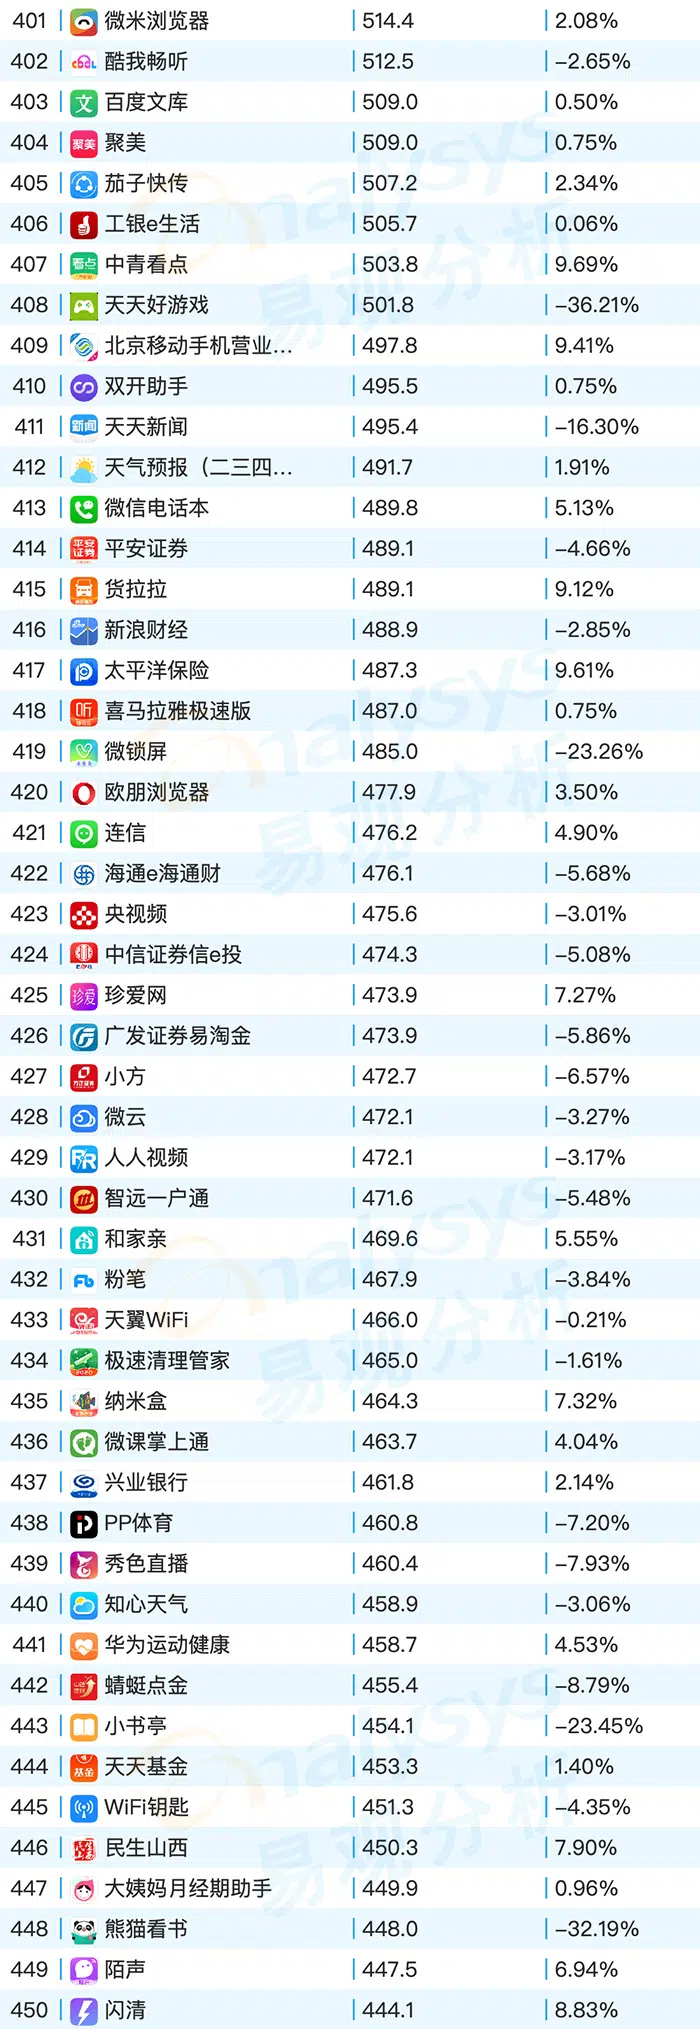 401 微米浏览器 514.4 2.08%
402 酷我畅听 512.5 -2.65%
403 百度文库 509.0 0.50%
404 聚美 509.0 0.75%
405 茄子快传 507.2 2.34%
406 工银e生活 505.7 0.06%
407 中青看点 503.8 9.69%
408 天天好游戏 501.8 -36.21%
409 北京移动手机营业... 497.8 9.41%
410 双开助手 495.5 0.75%
411 天天新闻 495.4 -16.30%
412 天气预报（二三四... 491.7 1.91%
413 微信电话本 489.8 5.13%
414 平安证券 489.1 -4.66%
415 货拉拉 489.1 9.12%
416 新浪财经 488.9 -2.85%
417 太平洋保险 487.3 9.61%
418 喜马拉雅极速版 487.0 0.75%
419 微锁屏 485.0 -23.26%
420 欧朋浏览器 477.9 3.50%
421 连信 476.2 4.90%
422 海通e海通财 476.1 -5.68%
423 央视频 475.6 -3.01%
424 中信证券信e投 474.3 -5.08%
425 珍爱网 473.9 7.27%
426 广发证券易淘金 473.9 -5.86%
427 小方 472.7 -6.57%
428 微云 472.1 -3.27%
429 人人视频 472.1 -3.17%
430 智远一户通 471.6 -5.48%
431 和家亲 469.6 5.55%
432 粉笔 467.9 -3.84%
433 天翼WiFi 466.0 -0.21%
434 极速清理管家 465.0 -1.61%
435 纳米盒 464.3 7.32%
436 微课掌上通 463.7 4.04%
437 兴业银行 461.8 2.14%
438 PP体育 460.8 -7.20%
439 秀色直播 460.4 -7.93%
440 知心天气 458.9 -3.06%
441 华为运动健康 458.7 4.53%
442 蜻蜓点金 455.4 -8.79%
443 小书亭 454.1 -23.45%
444 天天基金 453.3 1.40%
445 WiFi钥匙 451.3 -4.35%
446 民生山西 450.3 7.90%
447 大姨妈月经期助手 449.9 0.96%
448 熊猫看书 448.0 -32.19%
449 陌声 447.5 6.94%
450 闪清 444.1 8.83%